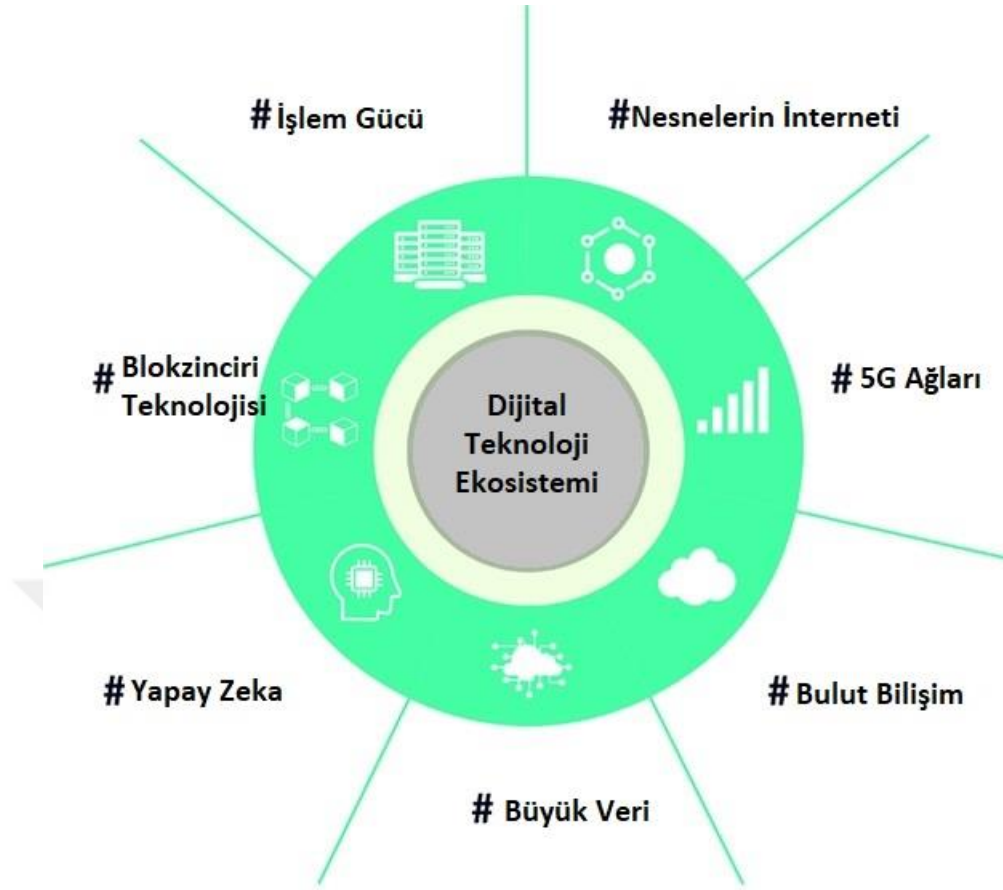 #İşlem Gücü
#Nesnelerin İnterneti
# Blokzinciri
Teknolojisi
# 5G Ağları
Dijital
Teknoloji
Ekosistemi
# Yapay Zeka
# Bulut Bilişim
# Büyük Veri